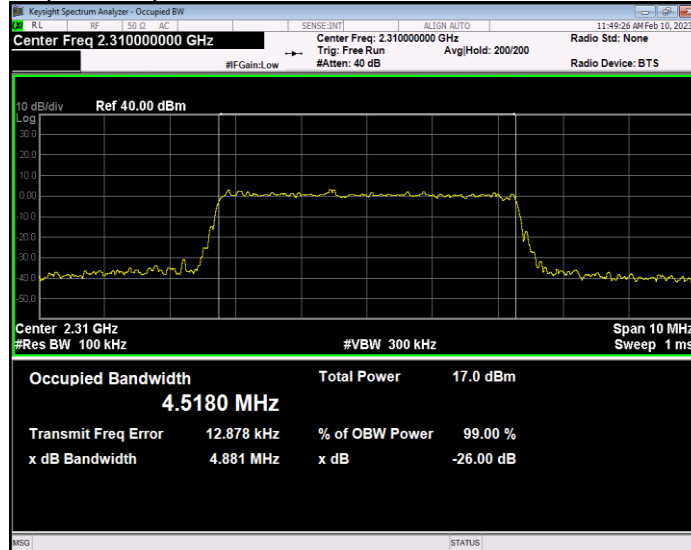 Keysight Spectrum Analyzer - Occupied BW
RL RF 50 Ω AC SENSE:INT ALIGN AUTO 11:49:26 AM Feb 10, 2023
Center Freq 2.310000000 GHz Center Freq: 2.310000000 GHz Radio Std: None
Trig: Free Run Avg|Hold: 200/200
#IFGain:Low #Atten: 40 dB Radio Device: BTS
10 dB/div Ref 40.00 dBm
Log
30.0
20.0
10.0
0.00
-10.0
-20.0
-30.0
-40.0
-50.0
Center 2.31 GHz Span 10 MHz
#Res BW 100 kHz #VBW 300 kHz Sweep 1 ms
Occupied Bandwidth Total Power 17.0 dBm
4.5180 MHz
Transmit Freq Error 12.878 kHz % of OBW Power 99.00 %
x dB Bandwidth 4.881 MHz x dB -26.00 dB
MSG STATUS